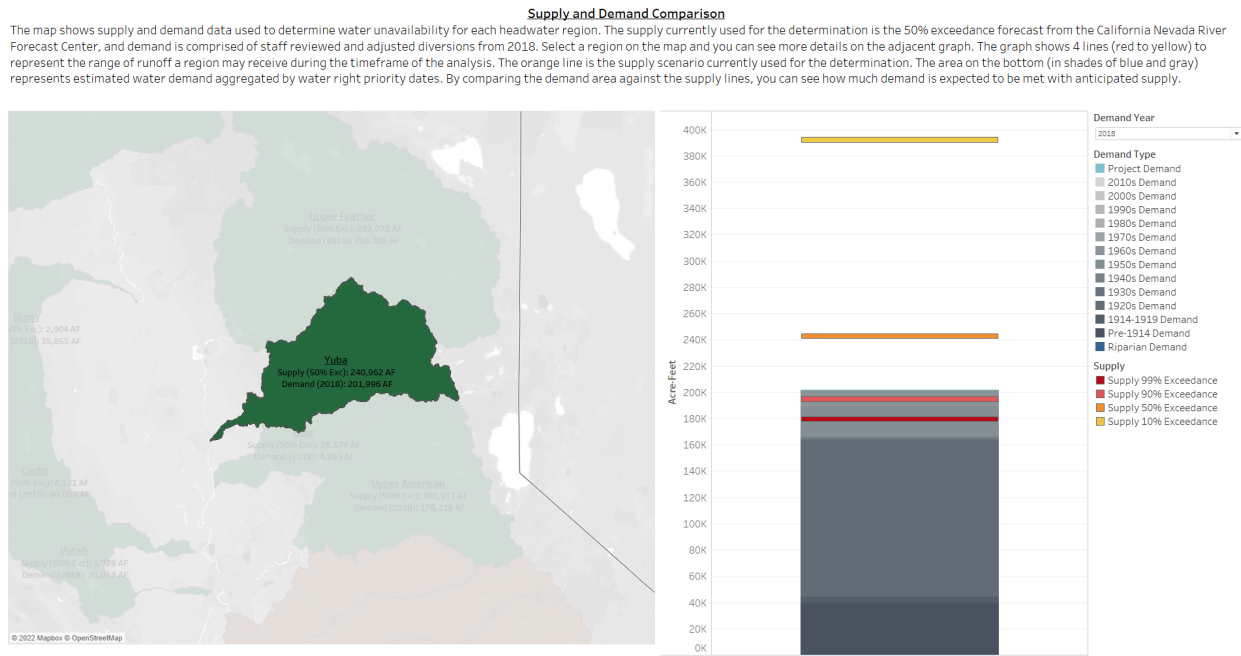 Supply and Demand Comparison
The map shows supply and demand data used to determine water unavailability for each headwater region. The supply currently used for the determination is the 50% exceedance forecast from the California Nevada River
Forecast Center, and demand is comprised of staff reviewed and adjusted diversions from 2018. Select a region on the map and you can see more details on the adjacent graph. The graph shows 4 lines (red to yellow) to
represent the range of runoff a region may receive during the timeframe of the analysis. The orange line is the supply scenario currently used for the determination. The area on the bottom (in shades of blue and gray)
represents estimated water demand aggregated by water right priority dates. By comparing the demand area against the supply lines, you can see how much demand is expected to be met with anticipated supply.
Upper Feather
Supply (50% Exc): 293,072 AF
Demand (2018):
Stony
2,904 AF
(2018): 35,855 AF
Yuba
Supply (50% Exc): 240,962 AF
Demand (2018): 201,996 AF
Supply (50% Exc):
Demand (2018):
Cache
(50% Exc): 4,121 AF
Upper American
Supply (50% Exc): 301,917 AF
Demand (2018): 178,118 AF
Putah
Supply (50% Exc):
Demand (2018):
© 2022 Mapbox © OpenStreetMap
Acre-Feet
400K
380K
360K
340K
320K
300K
280K
260K
240K
220K
200K
180K
160K
140K
120K
100K
80K
60K
40K
20K
0K
Demand Year
2018
Demand Type
Project Demand
2010s Demand
2000s Demand
1990s Demand
1980s Demand
1970s Demand
1960s Demand
1950s Demand
1940s Demand
1930s Demand
1920s Demand
1914-1919 Demand
Pre-1914 Demand
Riparian Demand
Supply
Supply 99% Exceedance
Supply 90% Exceedance
Supply 50% Exceedance
Supply 10% Exceedance